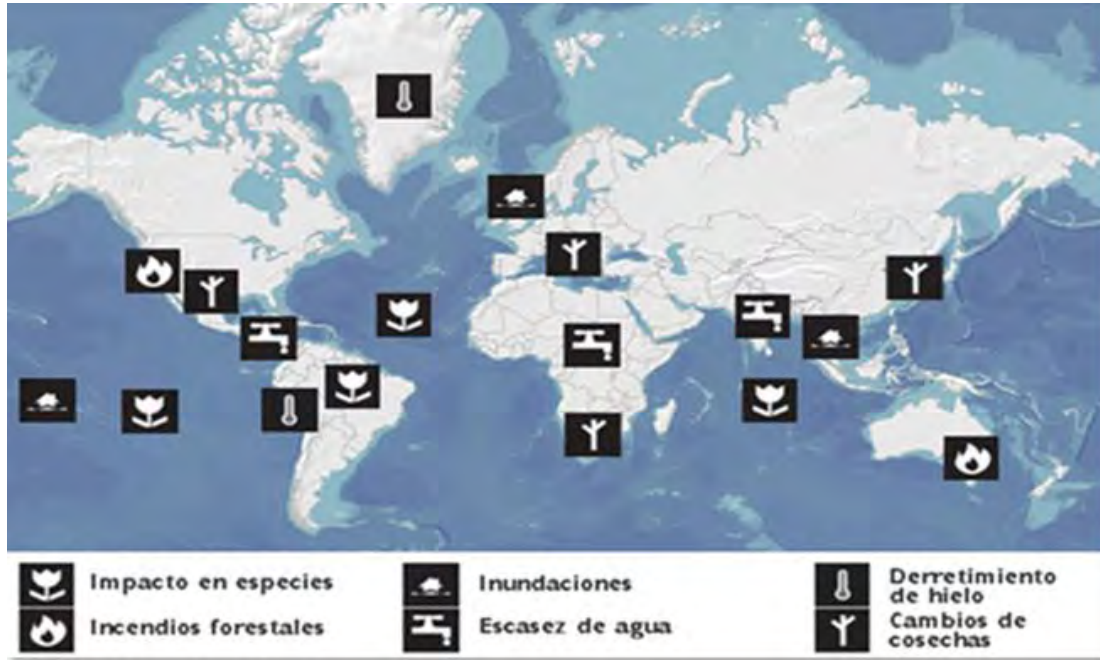 Impacto en especies
Incendios forestales
Inundaciones
Escasez de agua
Derretimiento
de hielo
Cambios de
cosechas